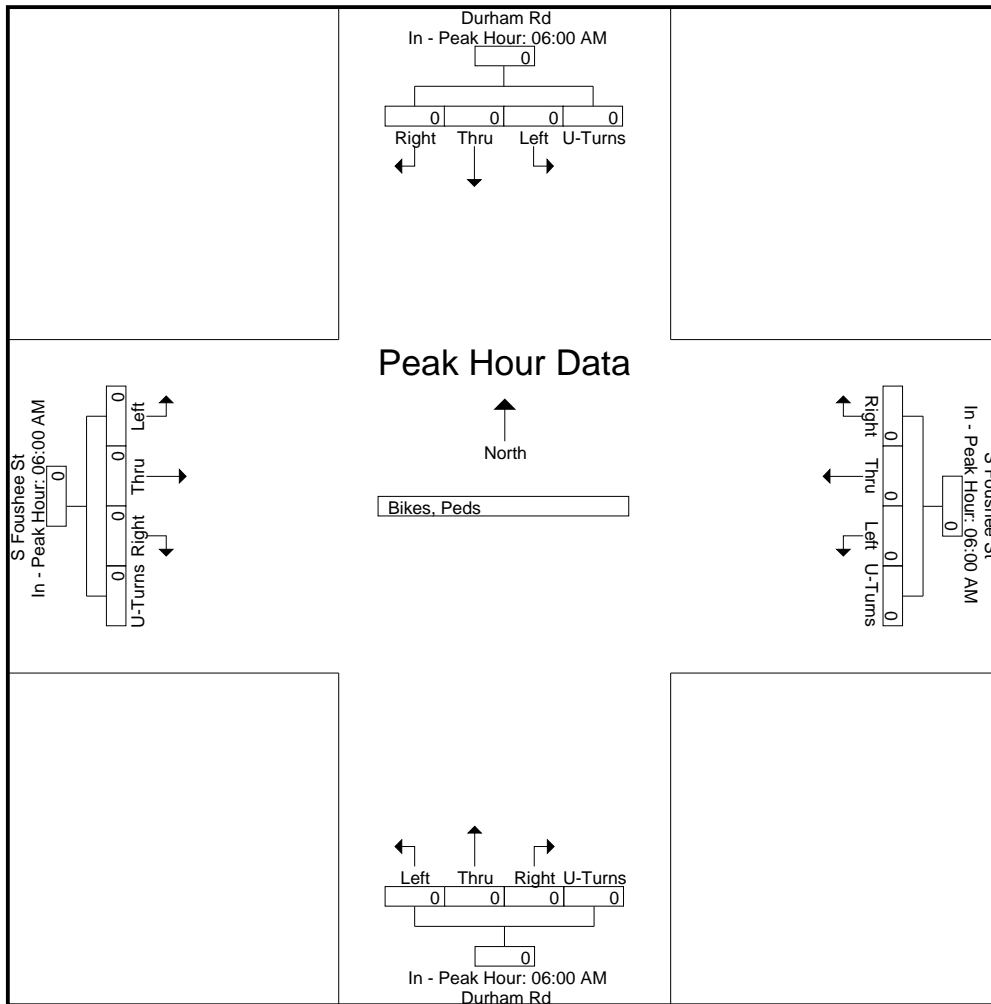 Durham Rd
In - Peak Hour: 06:00 AM
0
0 0 0 0
Right Thru Left U-Turns
Peak Hour Data
North
Bikes, Peds
S Foushee St
In - Peak Hour: 06:00 AM
0
0 0 0 0
Left Thru Right U-Turns
S Foushee St
In - Peak Hour: 06:00 AM
0
0 0 0 0
Right Thru Left U-Turns
Left Thru Right U-Turns
0 0 0 0
0
In - Peak Hour: 06:00 AM
Durham Rd